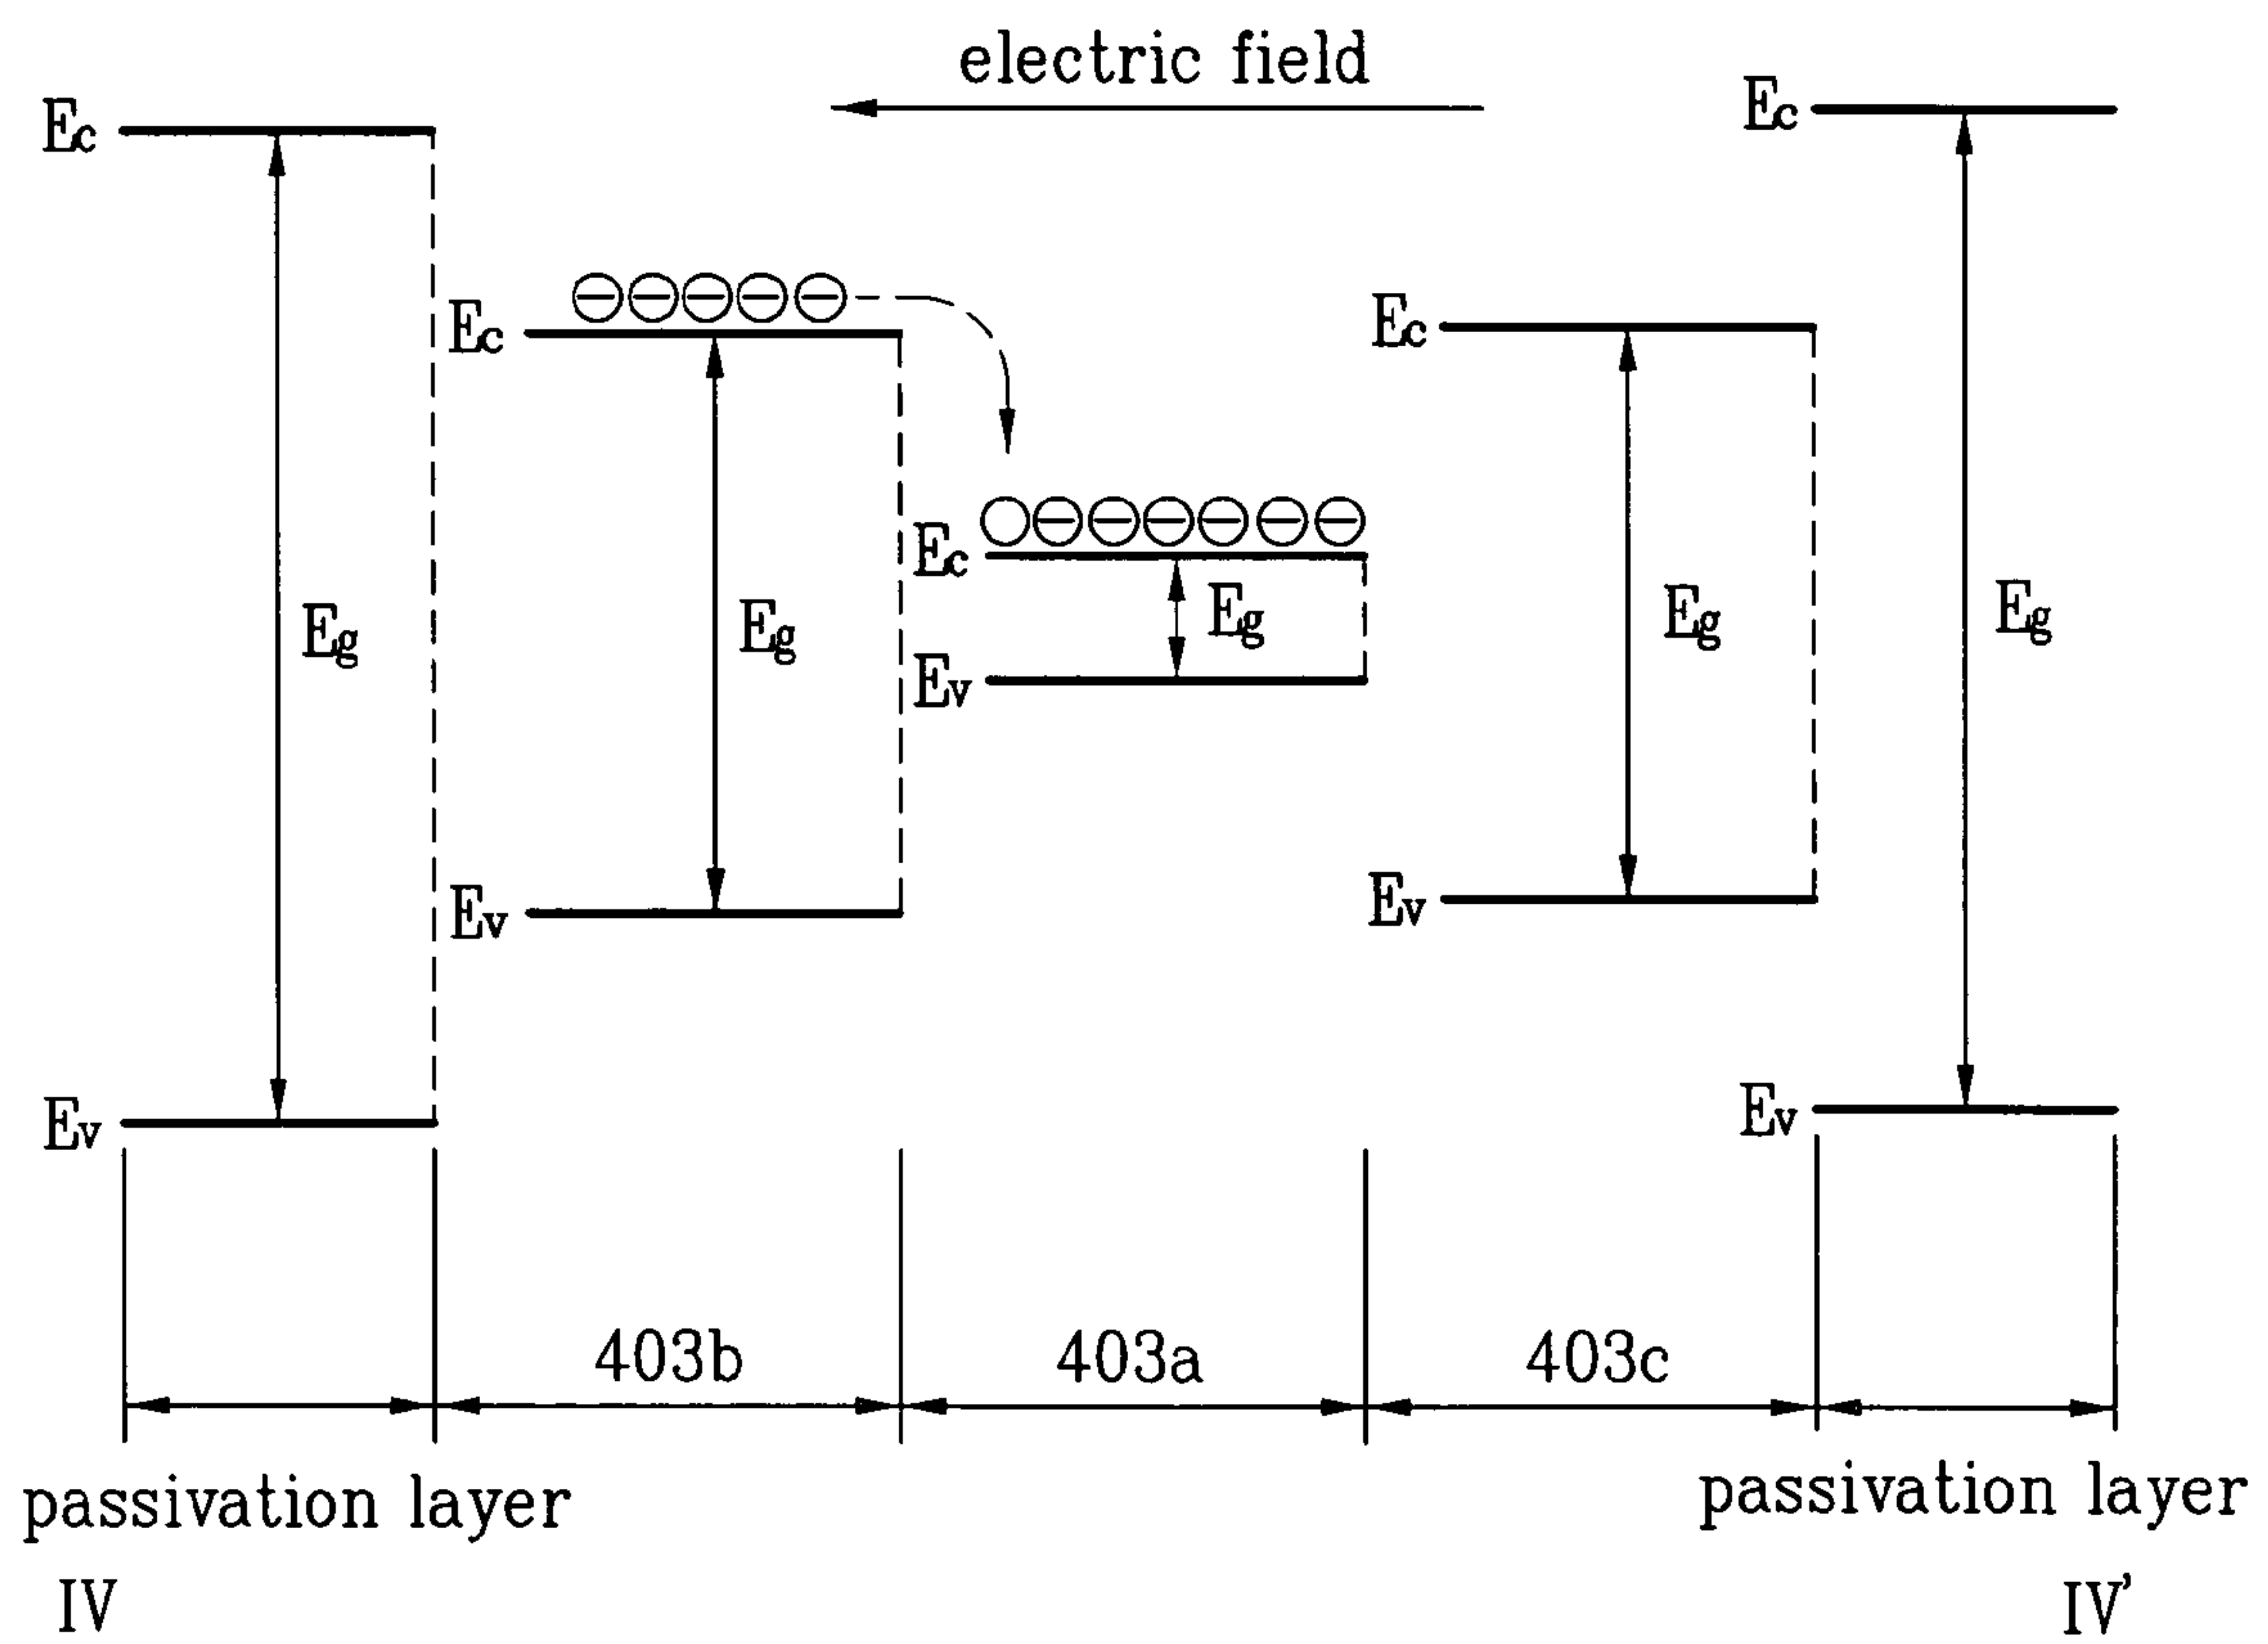 electric field
Ec
Ec
Ec
Ec
Ec
Eg
Eg
Eg
Eg
Eg
Ev
Ev
Ev
Ev
Ev
403b
403a
403c
passivation layer
passivation layer
IV
IV'